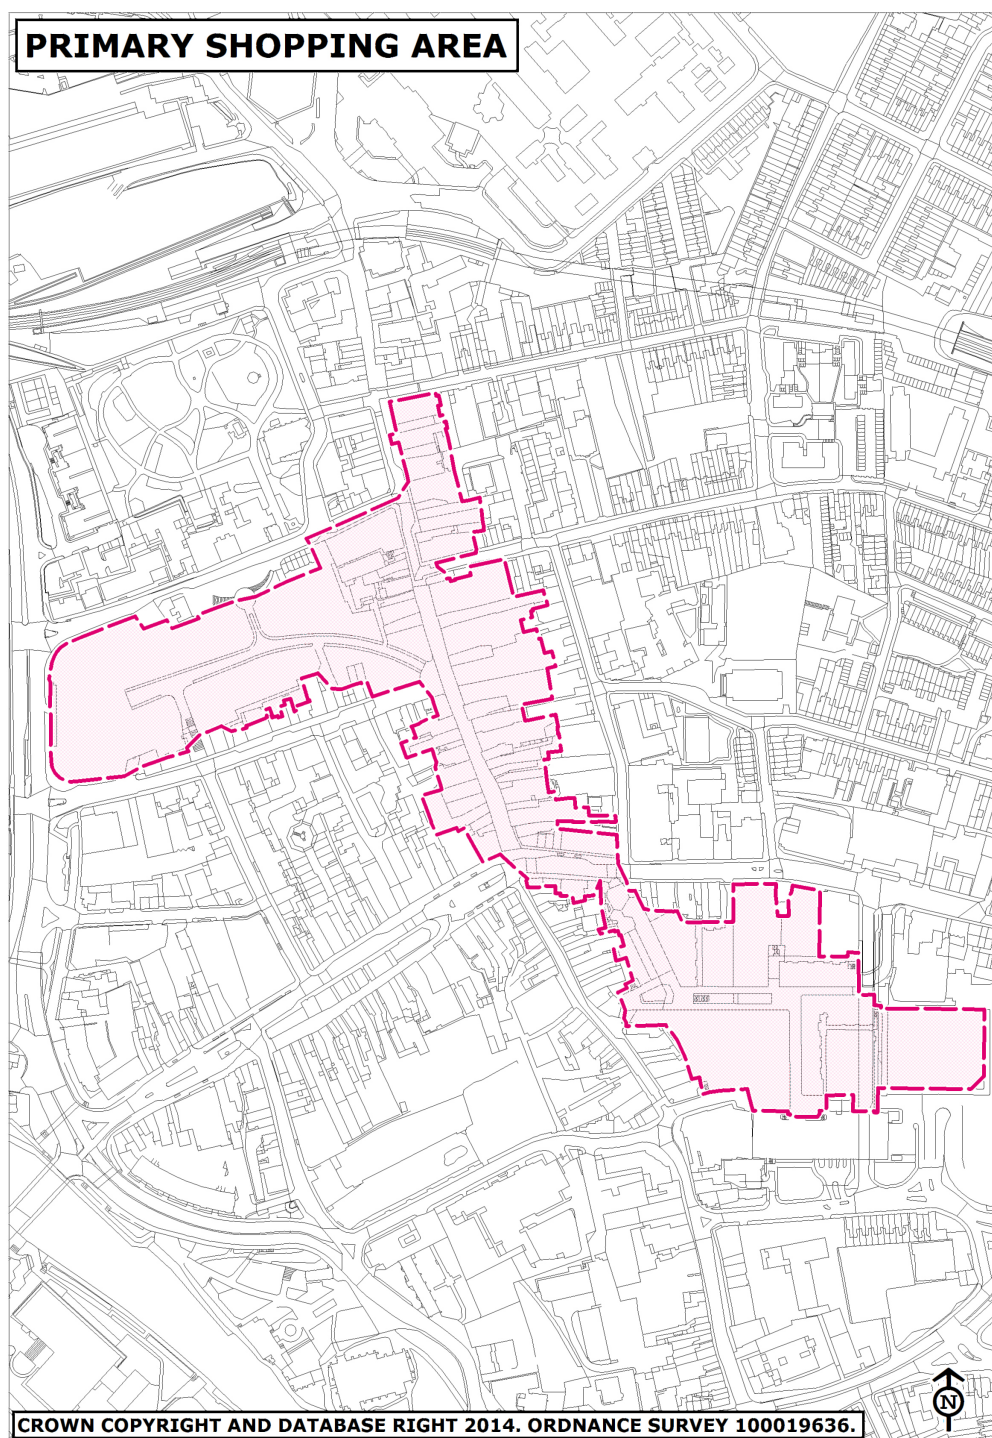 PRIMARY SHOPPING AREA
N
CROWN COPYRIGHT AND DATABASE RIGHT 2014. ORDNANCE SURVEY 100019636.